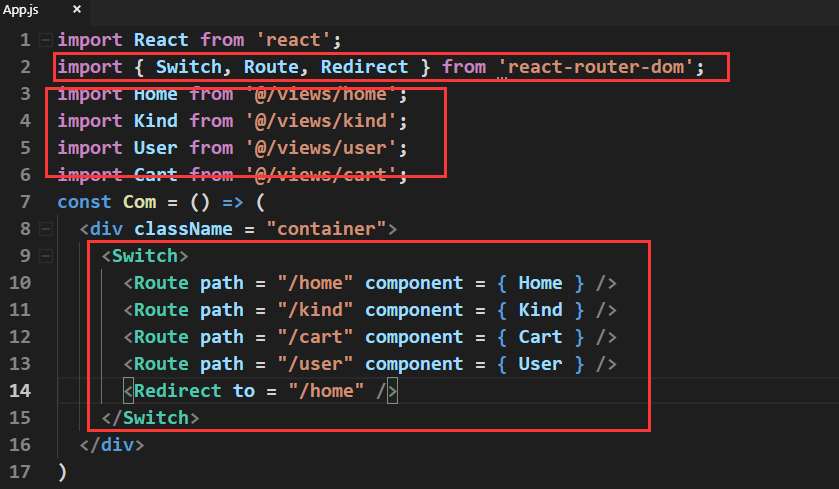 App.js ×
1 import React from 'react';
2 import { Switch, Route, Redirect } from 'react-router-dom';
3 import Home from '@/views/home';
4 import Kind from '@/views/kind';
5 import User from '@/views/user';
6 import Cart from '@/views/cart';
7 const Com = () => (
8   <div className = "container">
9     <Switch>
10       <Route path = "/home" component = { Home } />
11       <Route path = "/kind" component = { Kind } />
12       <Route path = "/cart" component = { Cart } />
13       <Route path = "/user" component = { User } />
14       <Redirect to = "/home" />
15     </Switch>
16   </div>
17 )